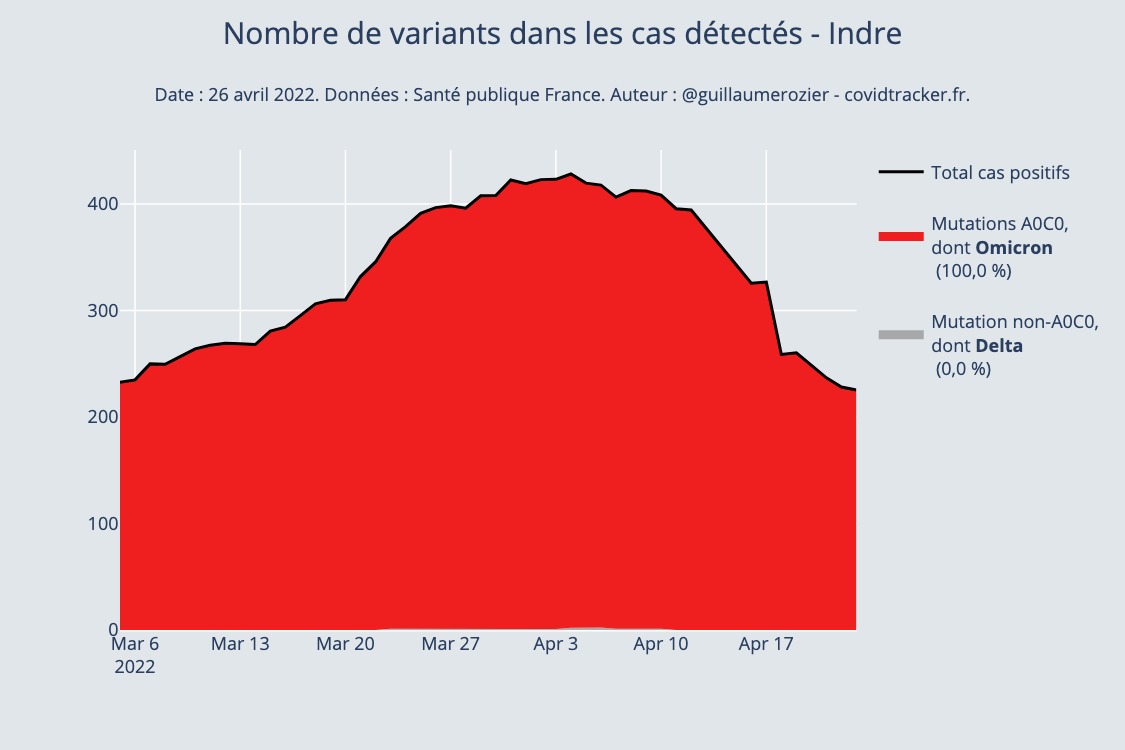 Nombre de variants dans les cas détectés - Indre
Date : 26 avril 2022. Données : Santé publique France. Auteur : @guillaumerozier - covidtracker.fr.
Total cas positifs
Mutations A0C0,
dont Omicron
(100,0 %)
Mutation non-A0C0,
dont Delta
(0,0 %)
400
300
200
100
0
Mar 6 Mar 13 Mar 20 Mar 27 Apr 3 Apr 10 Apr 17
2022